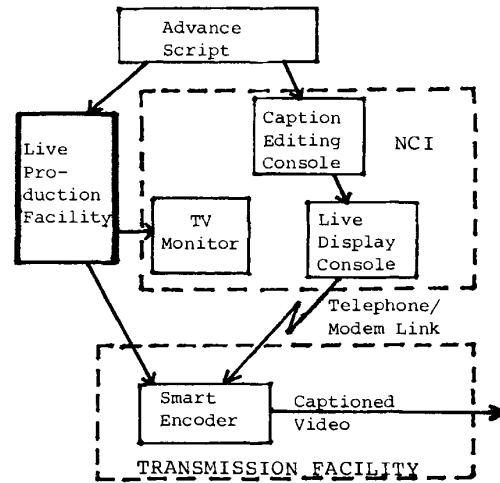 Advance
Script
Caption
Editing
Console
NCI
Live
Pro-
duction
Facility
TV
Monitor
Live
Display
Console
Telephone/
Modem Link
Smart
Encoder
Captioned
Video
TRANSMISSION FACILITY